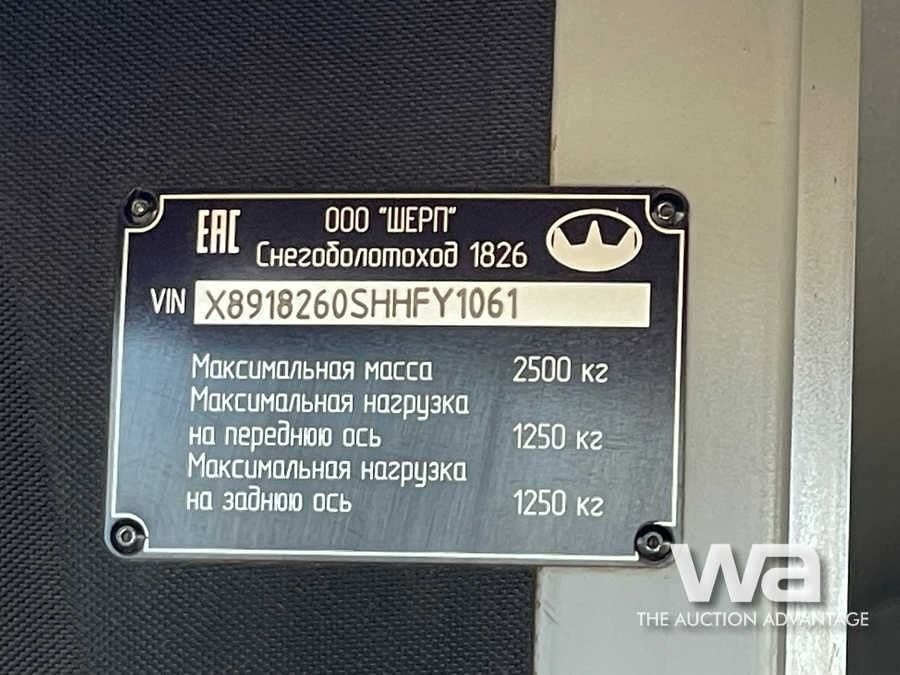 EAC
ООО "ШЕРП"
Снегоболотоход 1826
VIN X8918260SHHFY1061
Максимальная масса 2500 кг
Максимальная нагрузка
на переднюю ось 1250 кг
Максимальная нагрузка
на заднюю ось 1250 кг
wa
THE AUCTION ADVANTAGE